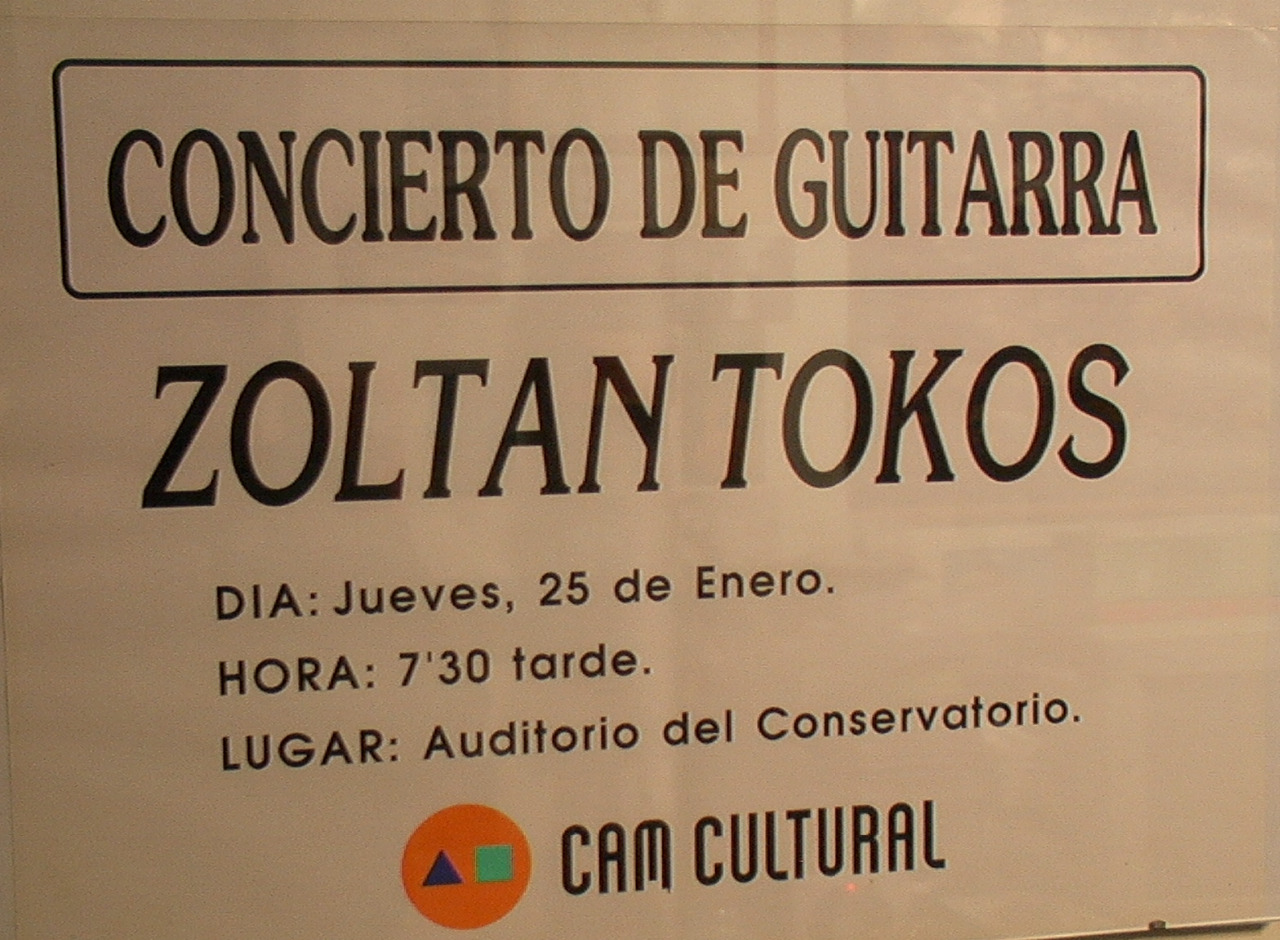 CONCIERTO DE GUITARRA
ZOLTAN TOKOS
DIA: Jueves, 25 de Enero.
HORA: 7'30 tarde.
LUGAR: Auditorio del Conservatorio.
CAM CULTURAL